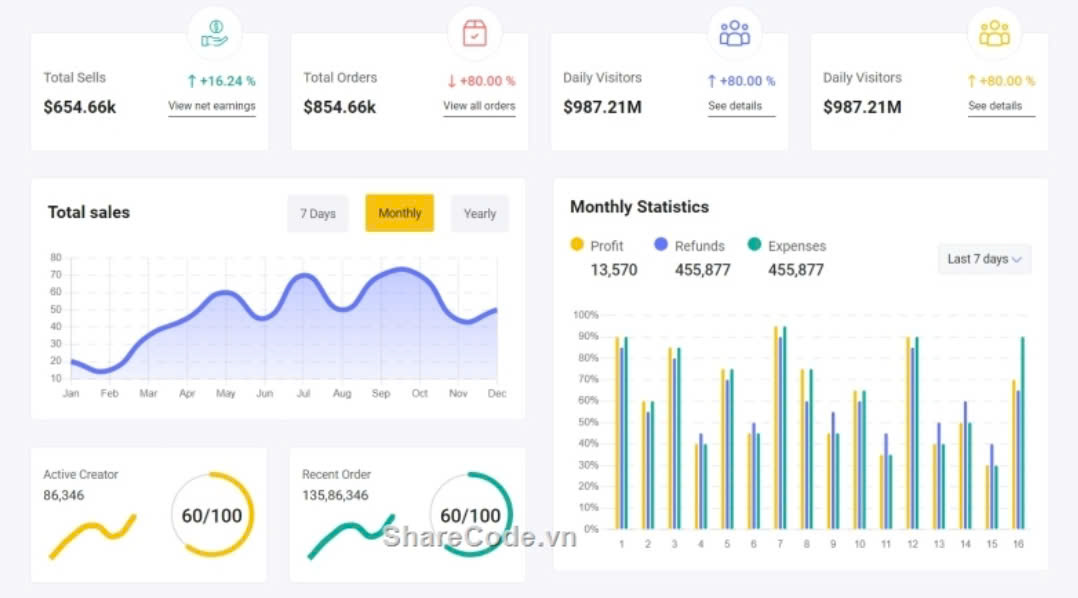 Total Sells
↑ +16.24 %
$654.66k
View net earnings
Total Orders
↓ +80.00 %
$854.66k
View all orders
Daily Visitors
↑ +80.00 %
$987.21M
See details
Daily Visitors
↑ +80.00 %
$987.21M
See details
Total sales
7 Days
Monthly
Yearly
80
70
60
50
40
30
20
10
Jan Feb Mar Apr May Jun Jul Aug Sep Oct Nov Dec
Monthly Statistics
Profit
13,570
Refunds
455,877
Expenses
455,877
Last 7 days
100%
90%
80%
70%
60%
50%
40%
30%
20%
10%
0%
1 2 3 4 5 6 7 8 9 10 11 12 13 14 15 16
Active Creator
86,346
60/100
Recent Order
135,86,346
60/100
ShareCode.vn